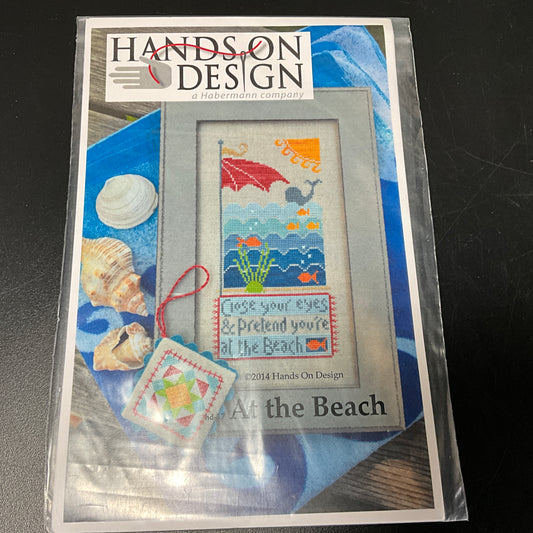 HANDS ON
DESIGN
a Habermann company
Close your eyes
& Pretend you're
at the Beach
©2014 Hands On Design
At the Beach